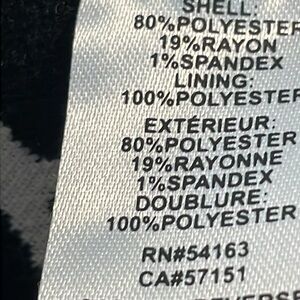 SHELL:
80%POLYESTER
19%RAYON
1%SPANDEX
LINING:
100%POLYESTER
EXTÉRIEUR:
80%POLYESTER
19%RAYONNE
1%SPANDEX
DOUBLURE:
100%POLYESTER
RN#54163
CA#57151